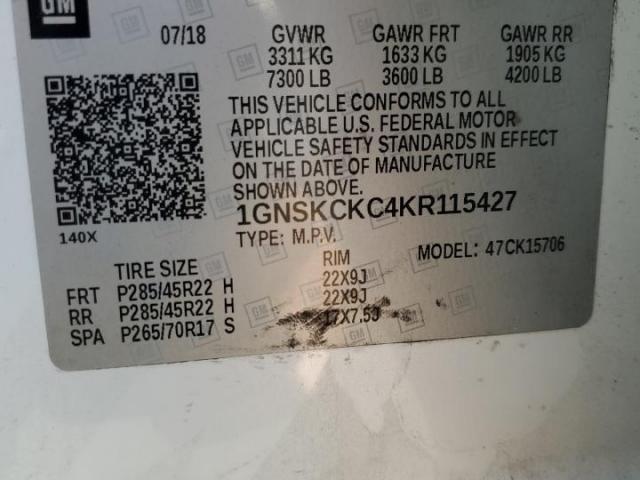 GM
07/18 GVWR GAWR FRT GAWR RR
3311 KG 1633 KG 1905 KG
7300 LB 3600 LB 4200 LB
THIS VEHICLE CONFORMS TO ALL
APPLICABLE U.S. FEDERAL MOTOR
VEHICLE SAFETY STANDARDS IN EFFECT
ON THE DATE OF MANUFACTURE
SHOWN ABOVE.
1GNSKCKC4KR115427
140X
TYPE: M.P.V. MODEL: 47CK15706
TIRE SIZE RIM
FRT P285/45R22 H 22X9J
RR P285/45R22 H 22X9J
SPA P265/70R17 S 17X7.5J